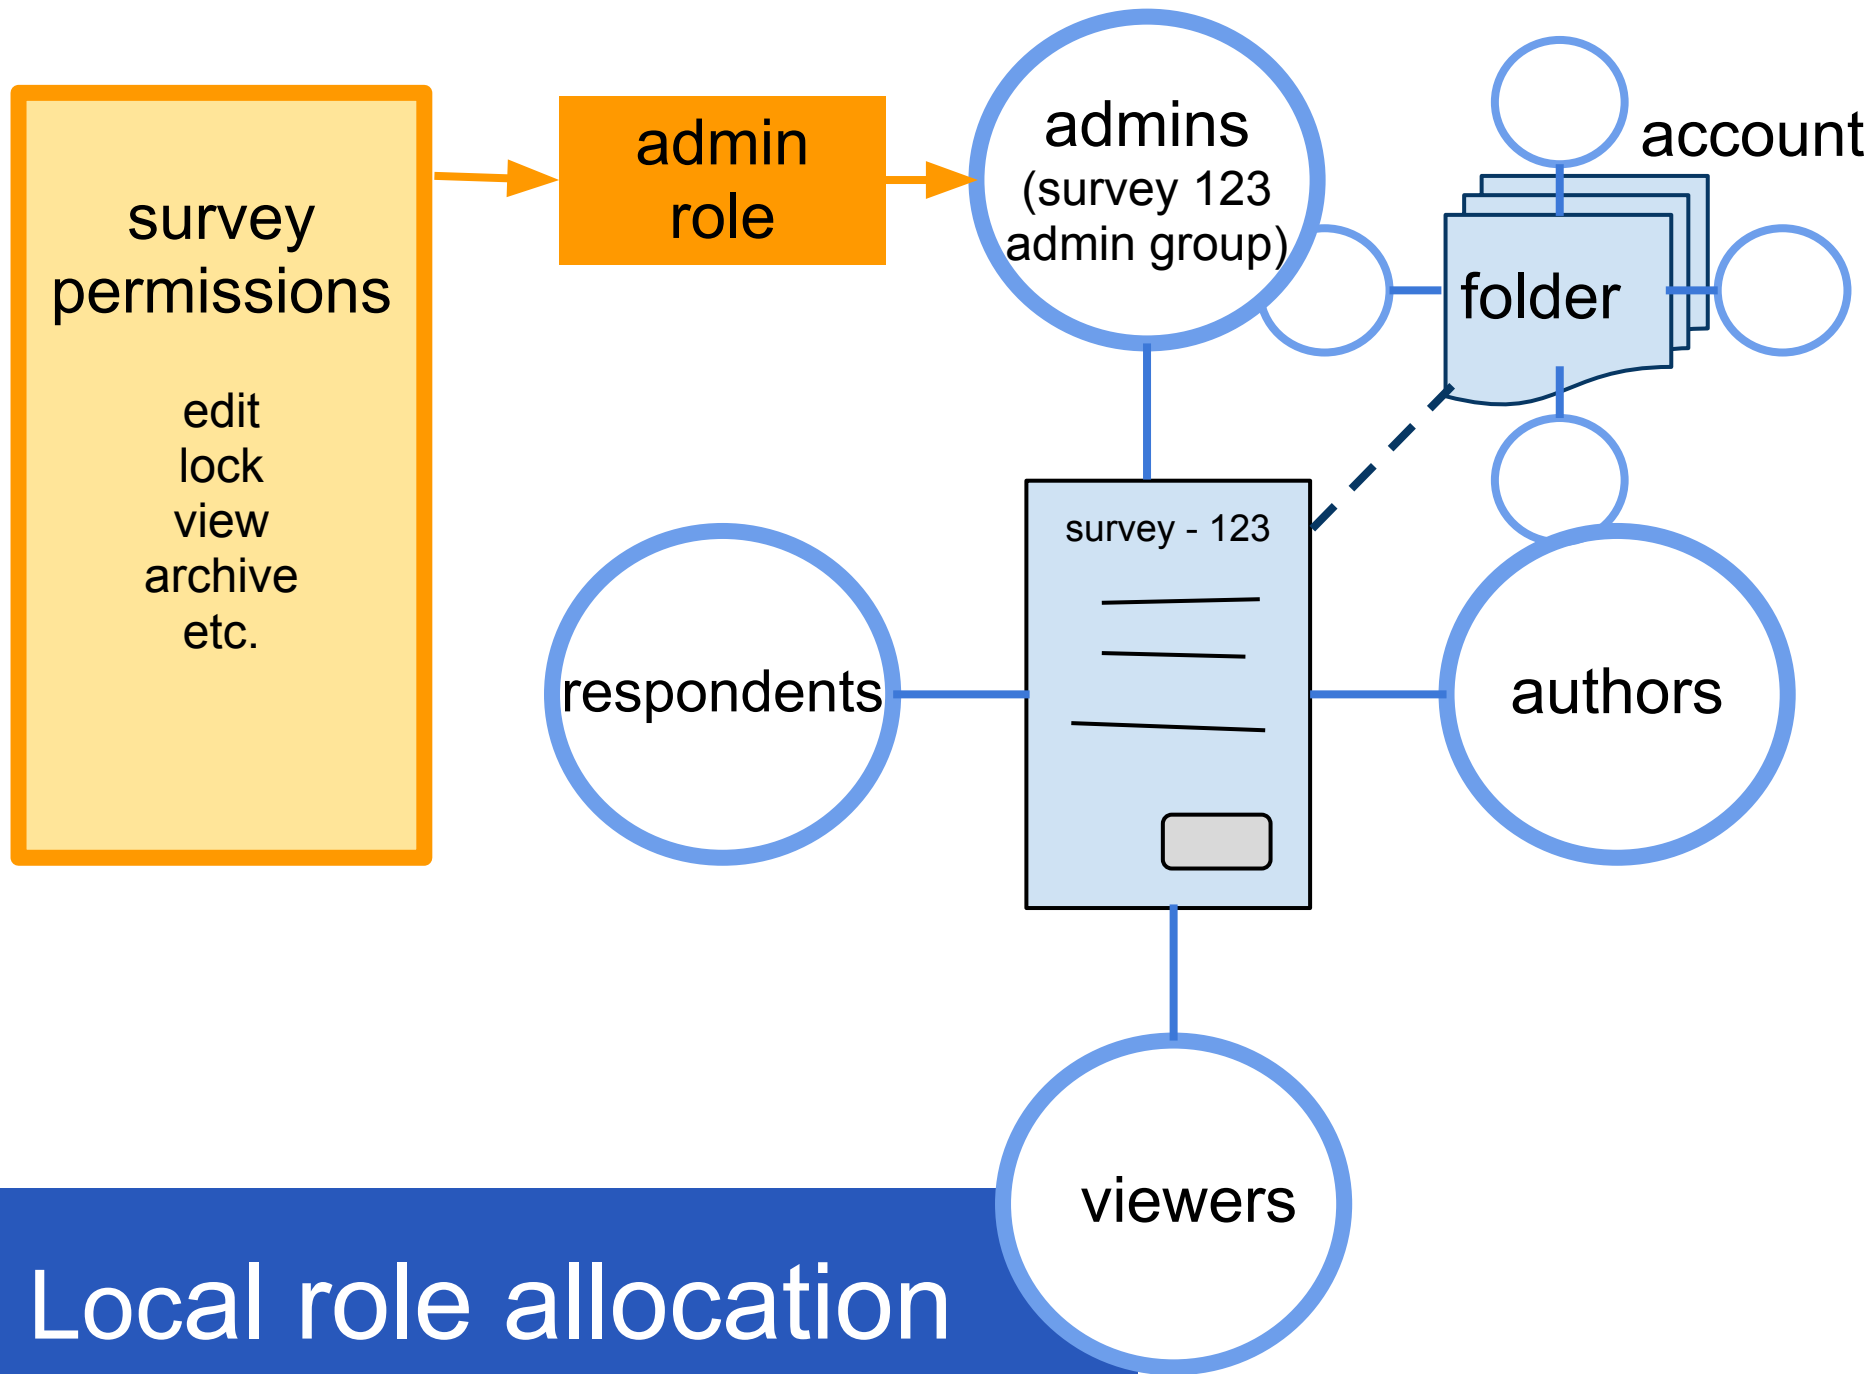 survey
permissions
edit
lock
view
archive
etc.
admin
role
admins
(survey 123
admin group)
account
folder
survey - 123
respondents
authors
viewers
Local role allocation